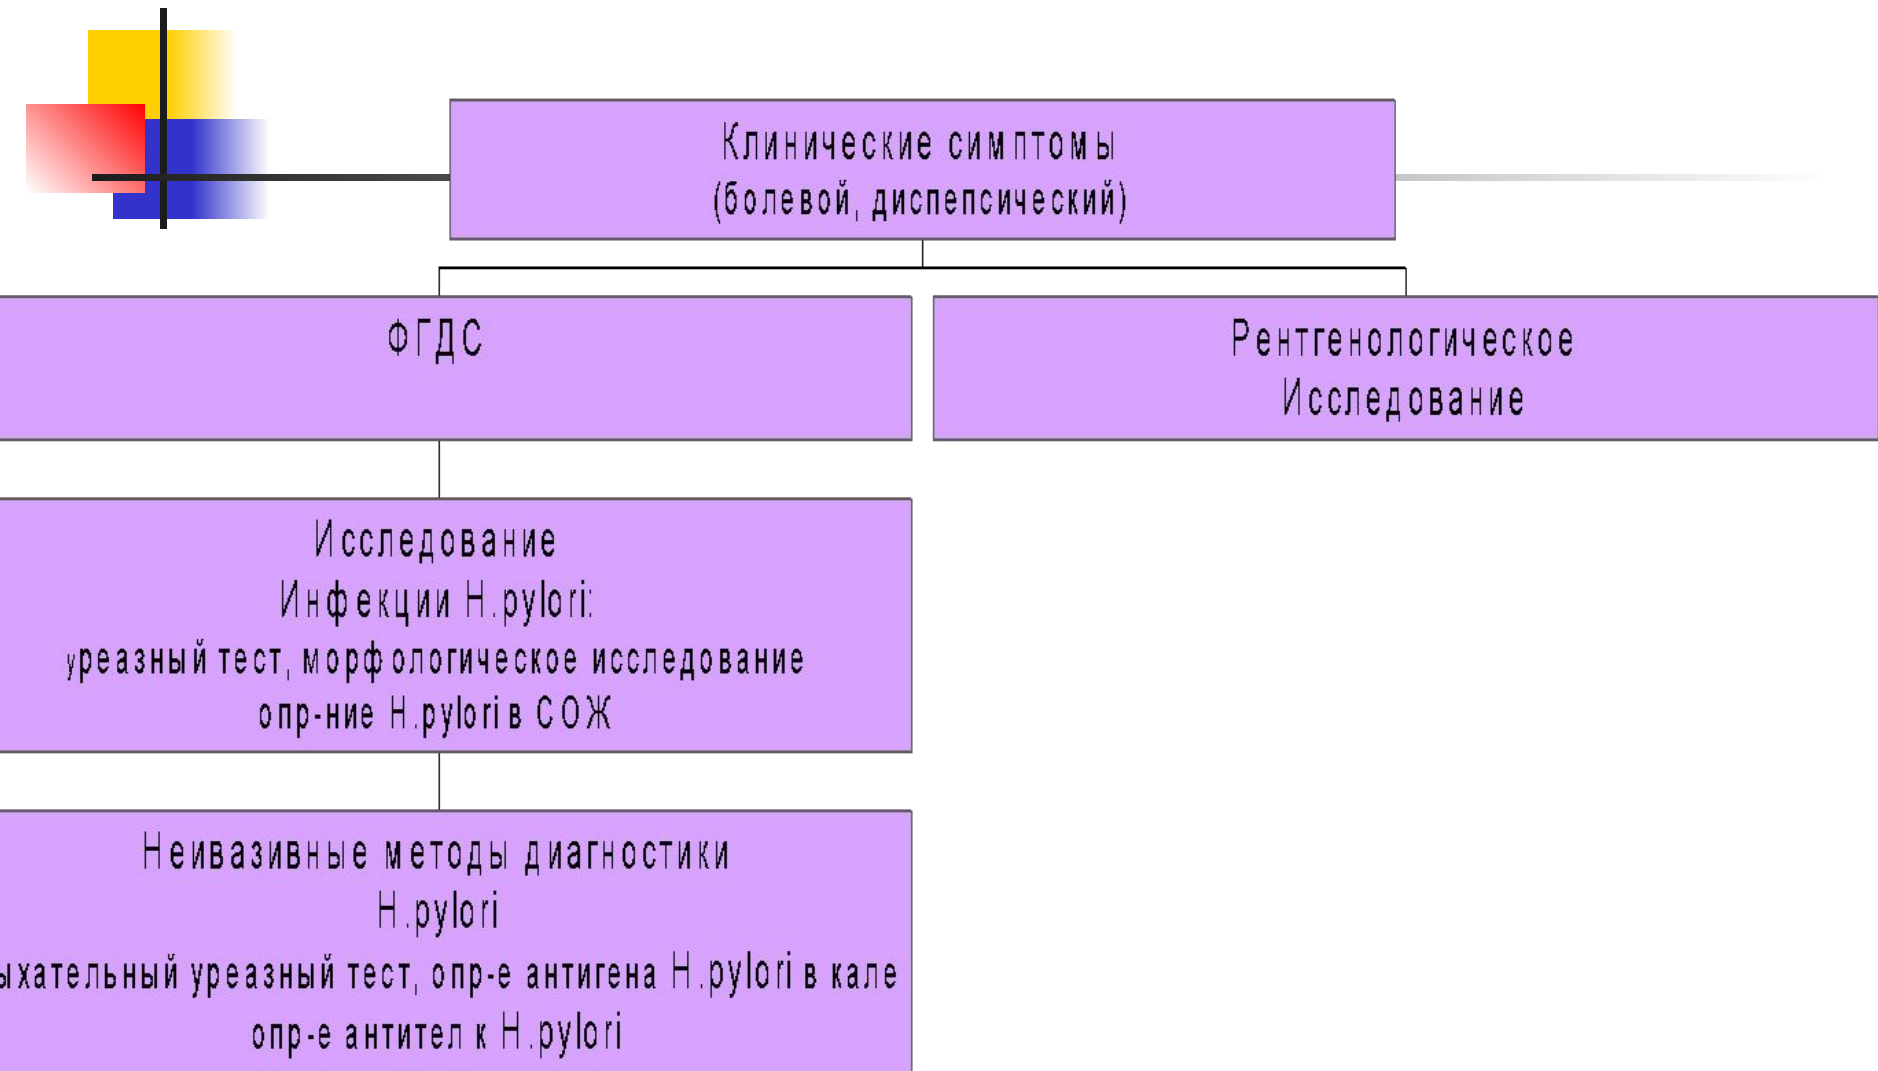 Клинические симптомы
(болевой, диспепсический)
ФГДС
Рентгенологическое
Исследование
Исследование
Инфекции H.pylori:
уреазный тест, морфологическое исследование
опр-ние H.pylori в СОЖ
Неивазивные методы диагностики
H.pylori
ыхательный уреазный тест, опр-е антигена H.pylori в кале
опр-е антител к H.pylori